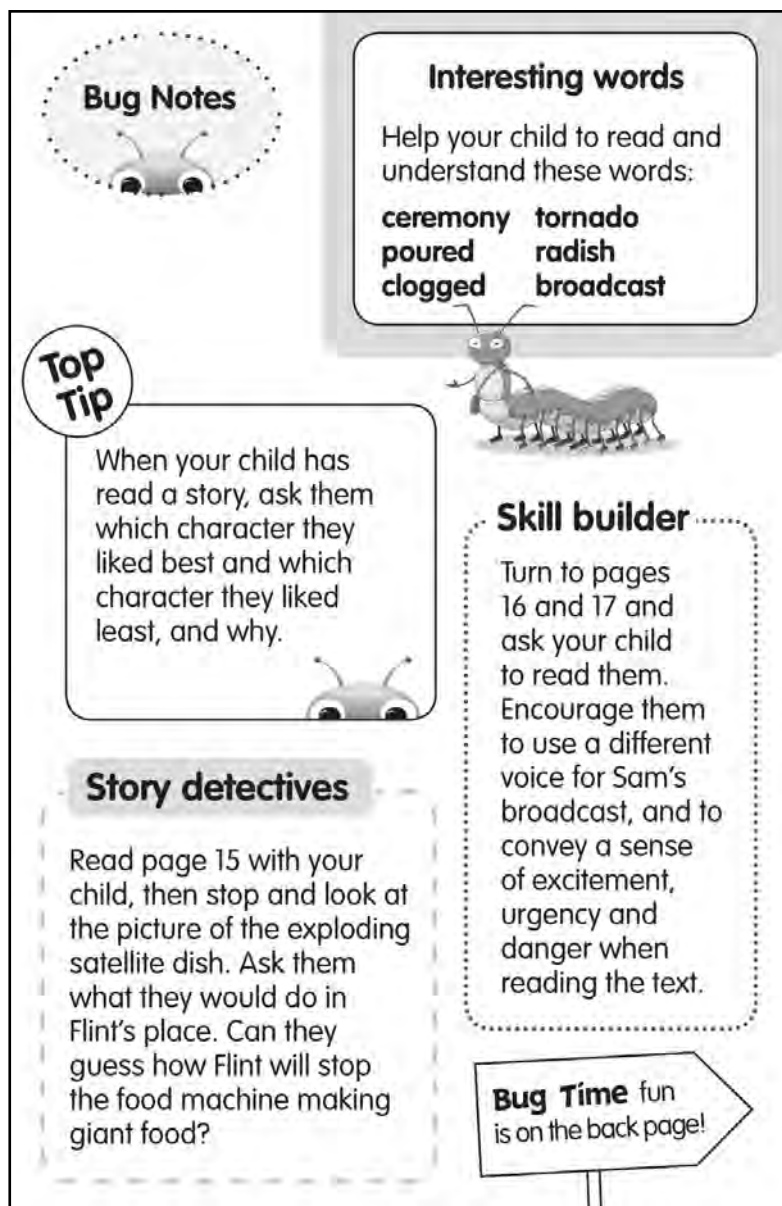 Bug Notes
Interesting words
Help your child to read and
understand these words:
ceremony tornado
poured radish
clogged broadcast
Top
Tip
When your child has
read a story, ask them
which character they
liked best and which
character they liked
least, and why.
Skill builder
Turn to pages
16 and 17 and
ask your child
to read them.
Encourage them
to use a different
voice for Sam's
broadcast, and to
convey a sense
of excitement,
urgency and
danger when
reading the text.
Story detectives
Read page 15 with your
child, then stop and look at
the picture of the exploding
satellite dish. Ask them
what they would do in
Flint's place. Can they
guess how Flint will stop
the food machine making
giant food?
Bug Time fun
is on the back page!